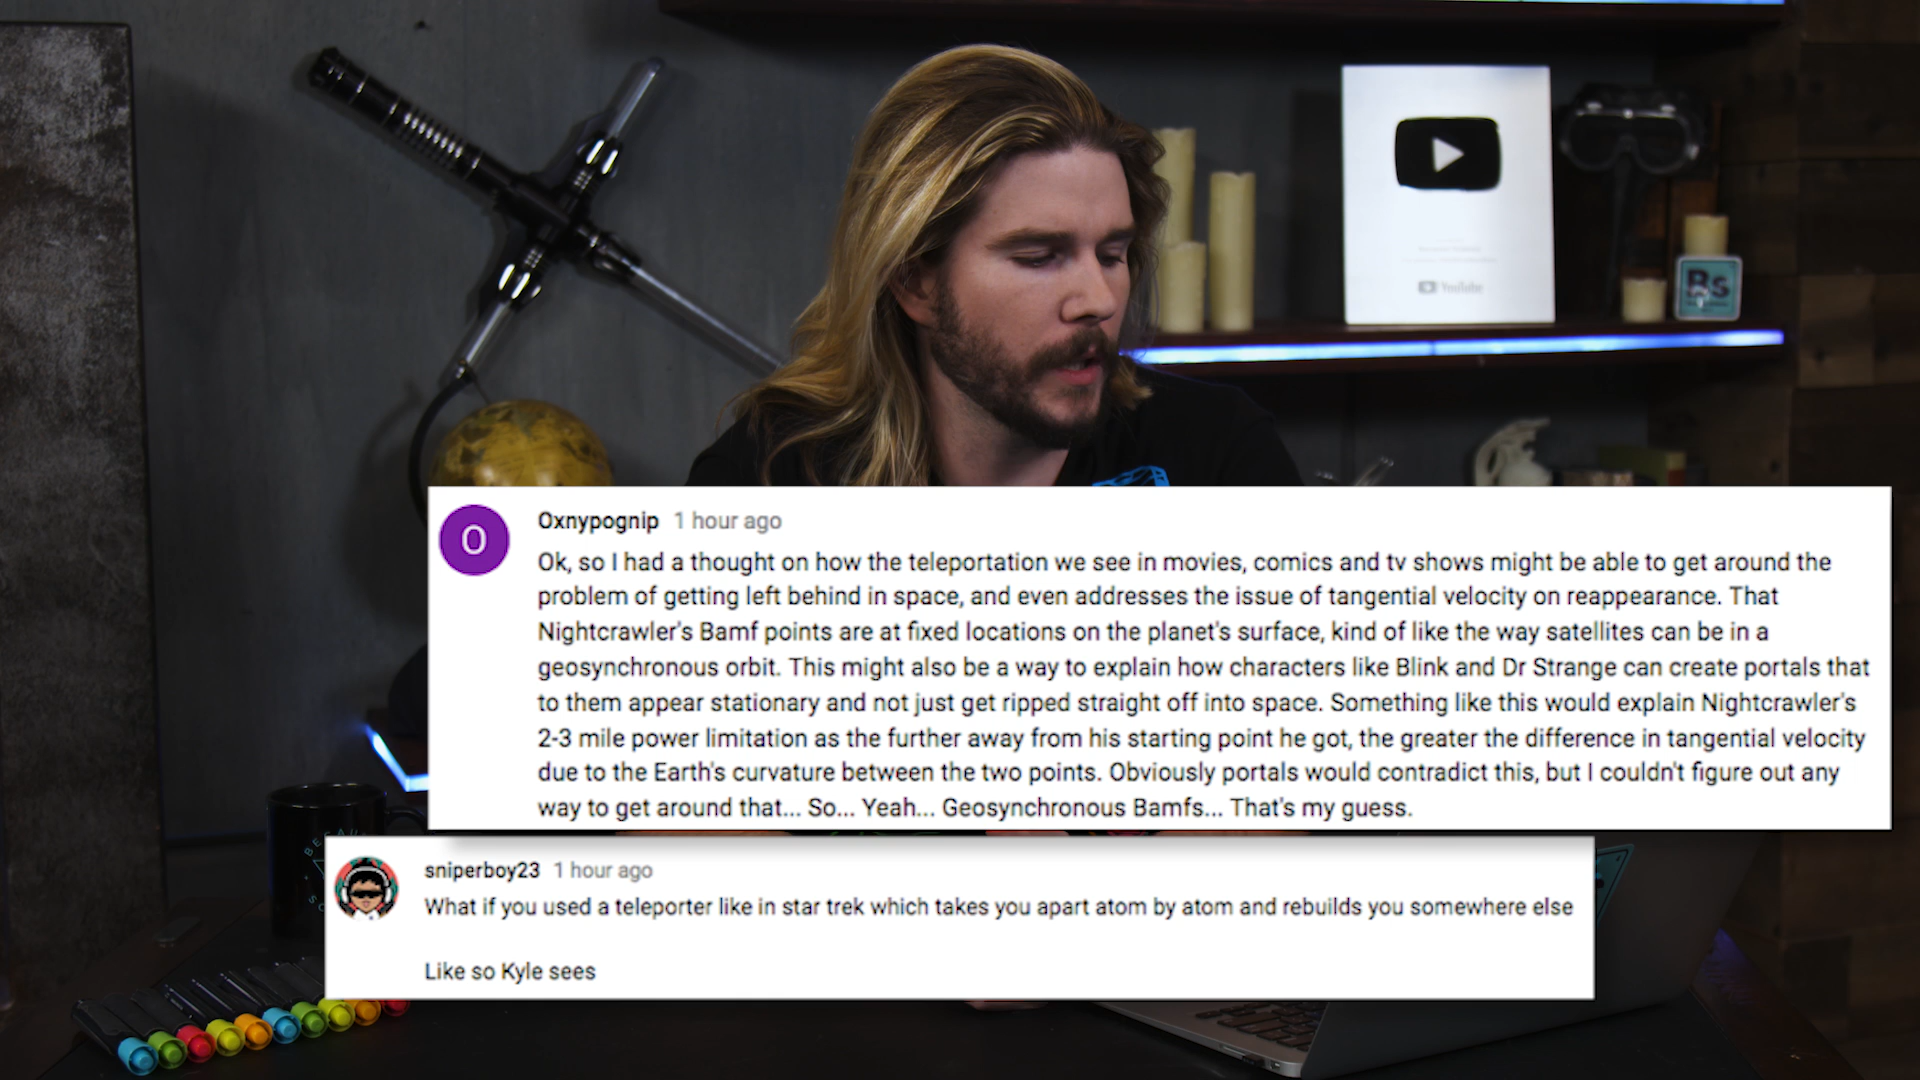 YouTube
Bs
Oxnypognip 1 hour ago
Ok, so I had a thought on how the teleportation we see in movies, comics and tv shows might be able to get around the
problem of getting left behind in space, and even addresses the issue of tangential velocity on reappearance. That
Nightcrawler's Bamf points are at fixed locations on the planet's surface, kind of like the way satellites can be in a
geosynchronous orbit. This might also be a way to explain how characters like Blink and Dr Strange can create portals that
to them appear stationary and not just get ripped straight off into space. Something like this would explain Nightcrawler's
2-3 mile power limitation as the further away from his starting point he got, the greater the difference in tangential velocity
due to the Earth's curvature between the two points. Obviously portals would contradict this, but I couldn't figure out any
way to get around that... So... Yeah... Geosynchronous Bamfs... That's my guess.
O
sniperboy23 1 hour ago
What if you used a teleporter like in star trek which takes you apart atom by atom and rebuilds you somewhere else
Like so Kyle sees